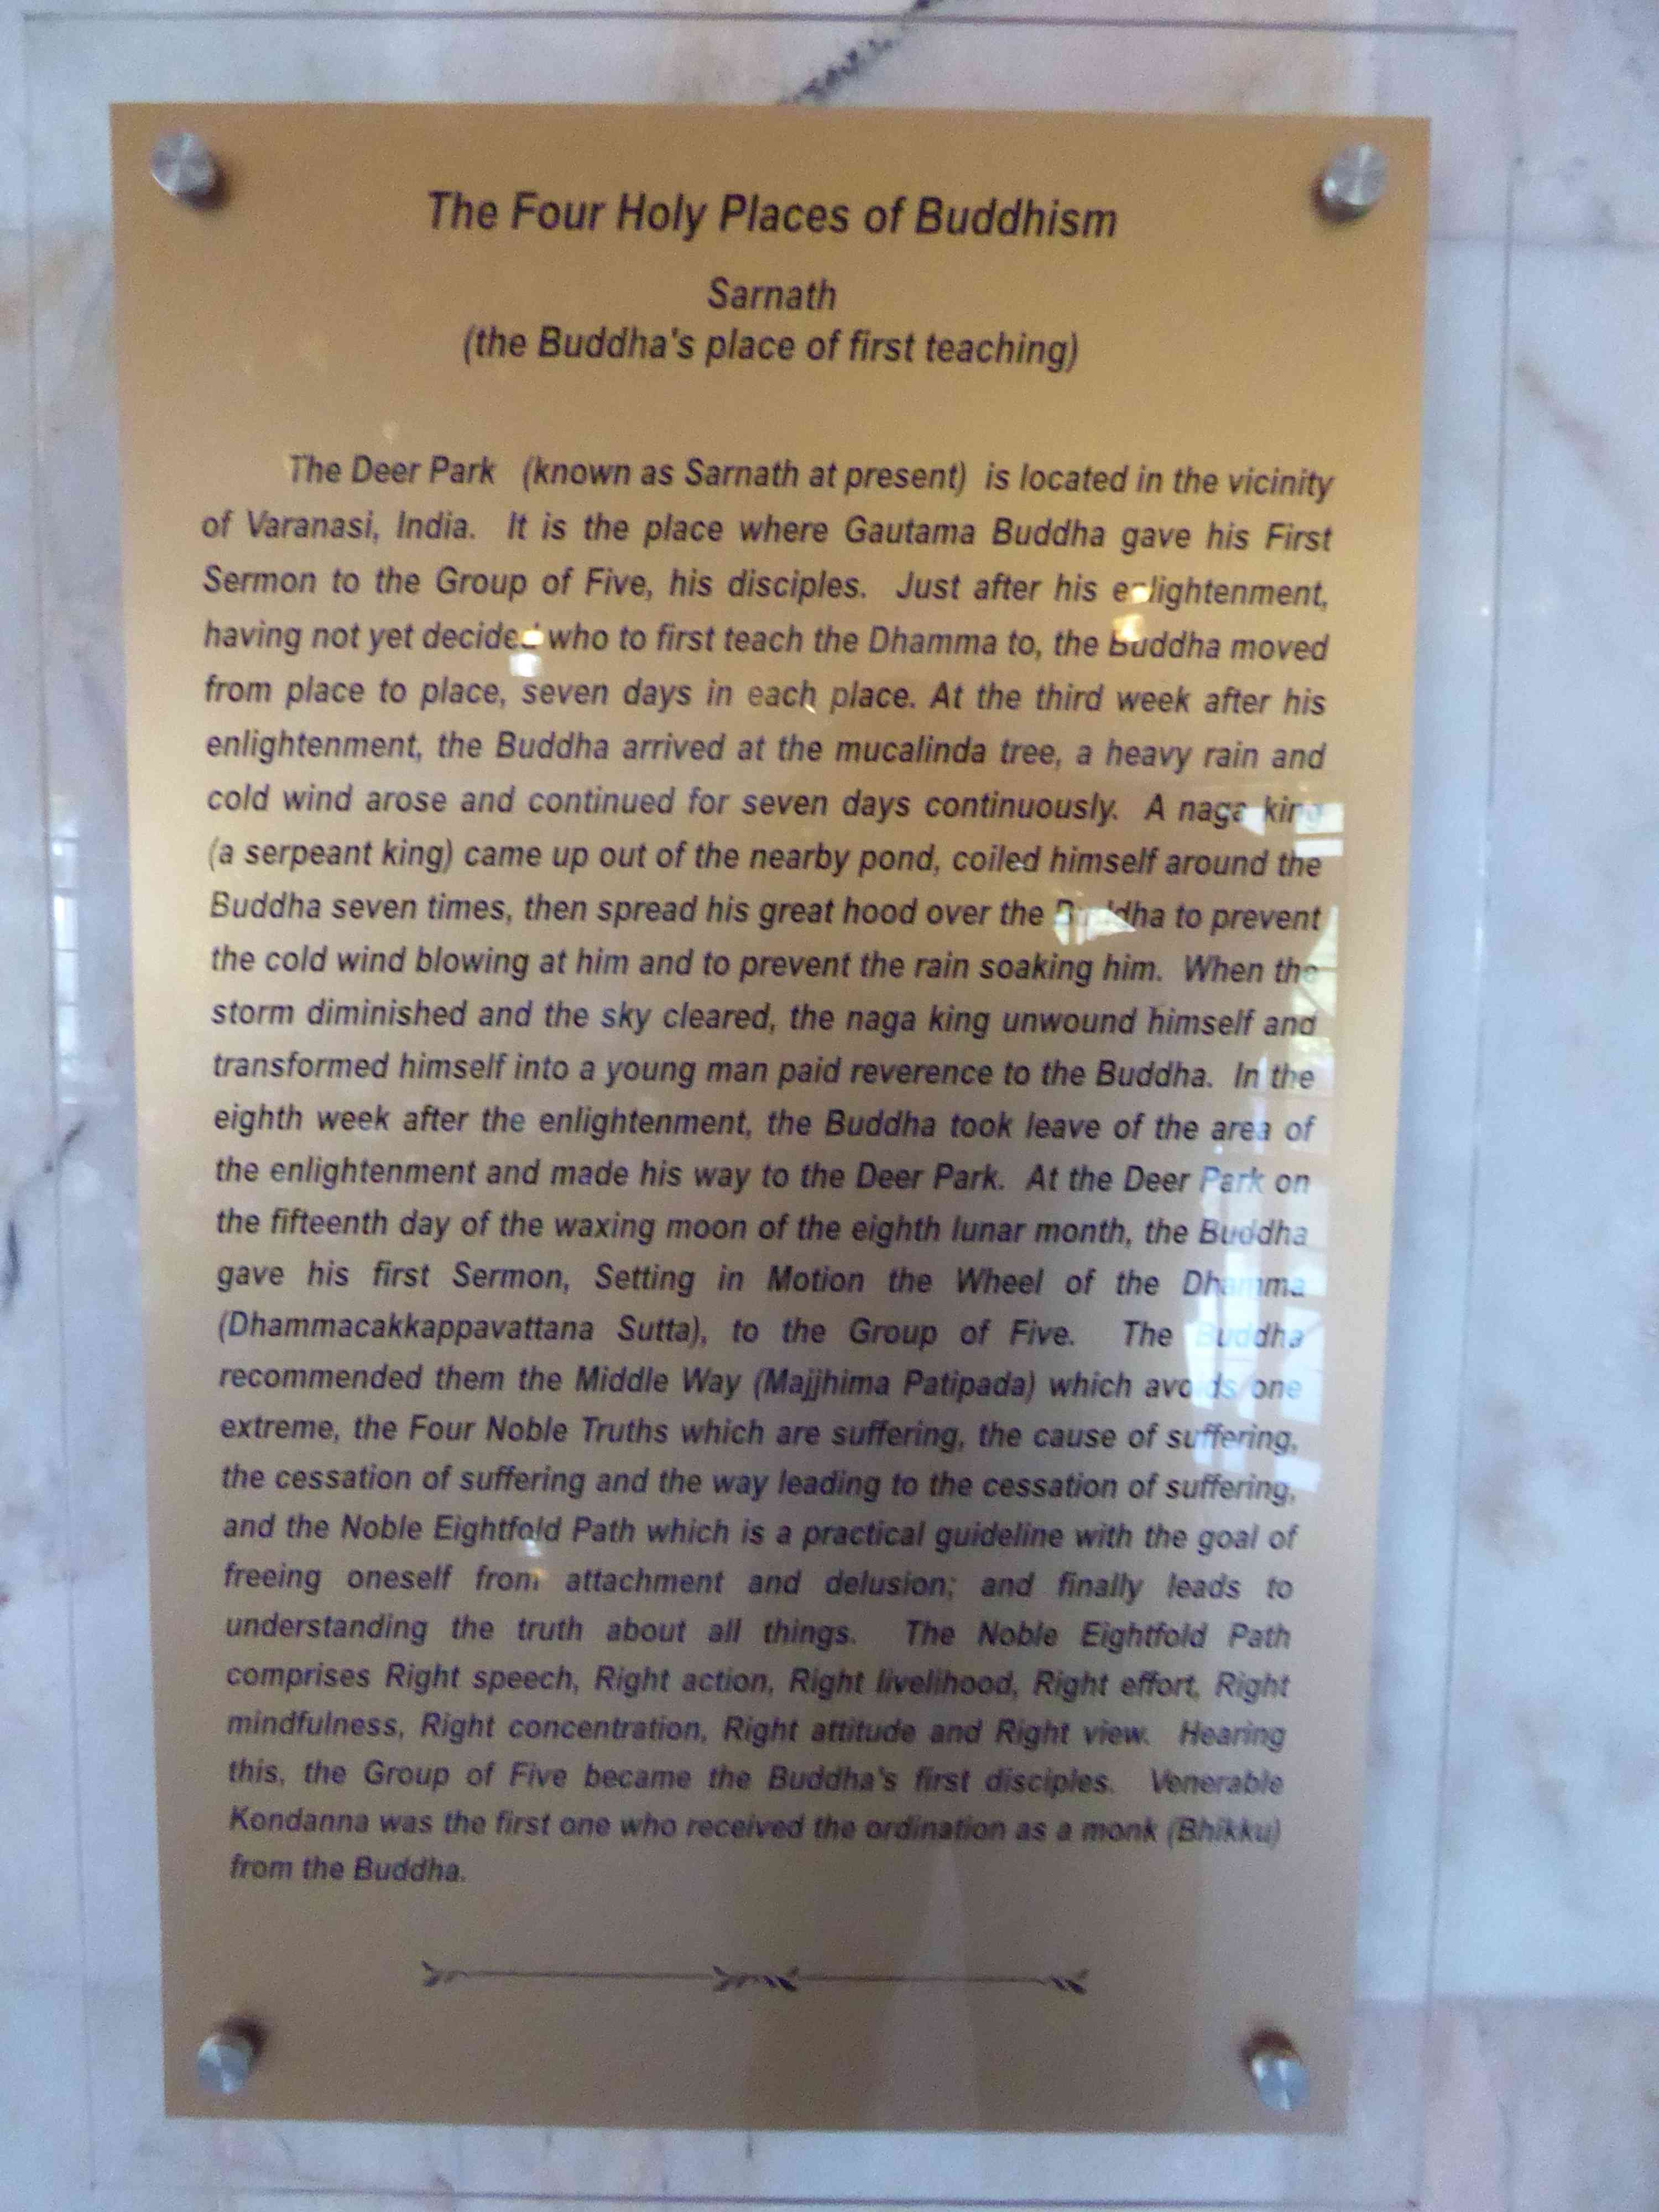 The Four Holy Places of Buddhism
Sarnath
(the Buddha's place of first teaching)
The Deer Park (known as Sarnath at present) is located in the vicinity
of Varanasi, India. It is the place where Gautama Buddha gave his First
Sermon to the Group of Five, his disciples. Just after his enlightenment,
having not yet decided who to first teach the Dhamma to, the Buddha moved
from place to place, seven days in each place. At the third week after his
enlightenment, the Buddha arrived at the mucalinda tree, a heavy rain and
cold wind arose and continued for seven days continuously. A naga king
(a serpeant king) came up out of the nearby pond, coiled himself around the
Buddha seven times, then spread his great hood over the Buddha to prevent
the cold wind blowing at him and to prevent the rain soaking him. When the
storm diminished and the sky cleared, the naga king unwound himself and
transformed himself into a young man paid reverence to the Buddha. In the
eighth week after the enlightenment, the Buddha took leave of the area of
the enlightenment and made his way to the Deer Park. At the Deer Park on
the fifteenth day of the waxing moon of the eighth lunar month, the Buddha
gave his first Sermon, Setting in Motion the Wheel of the Dhamma
(Dhammacakkappavattana Sutta), to the Group of Five. The Buddha
recommended them the Middle Way (Majjhima Patipada) which avoids one
extreme, the Four Noble Truths which are suffering, the cause of suffering,
the cessation of suffering and the way leading to the cessation of suffering,
and the Noble Eightfold Path which is a practical guideline with the goal of
freeing oneself from attachment and delusion; and finally leads to
understanding the truth about all things. The Noble Eightfold Path
comprises Right speech, Right action, Right livelihood, Right effort, Right
mindfulness, Right concentration, Right attitude and Right view. Hearing
this, the Group of Five became the Buddha's first disciples. Venerable
Kondanna was the first one who received the ordination as a monk (Bhikku)
from the Buddha.